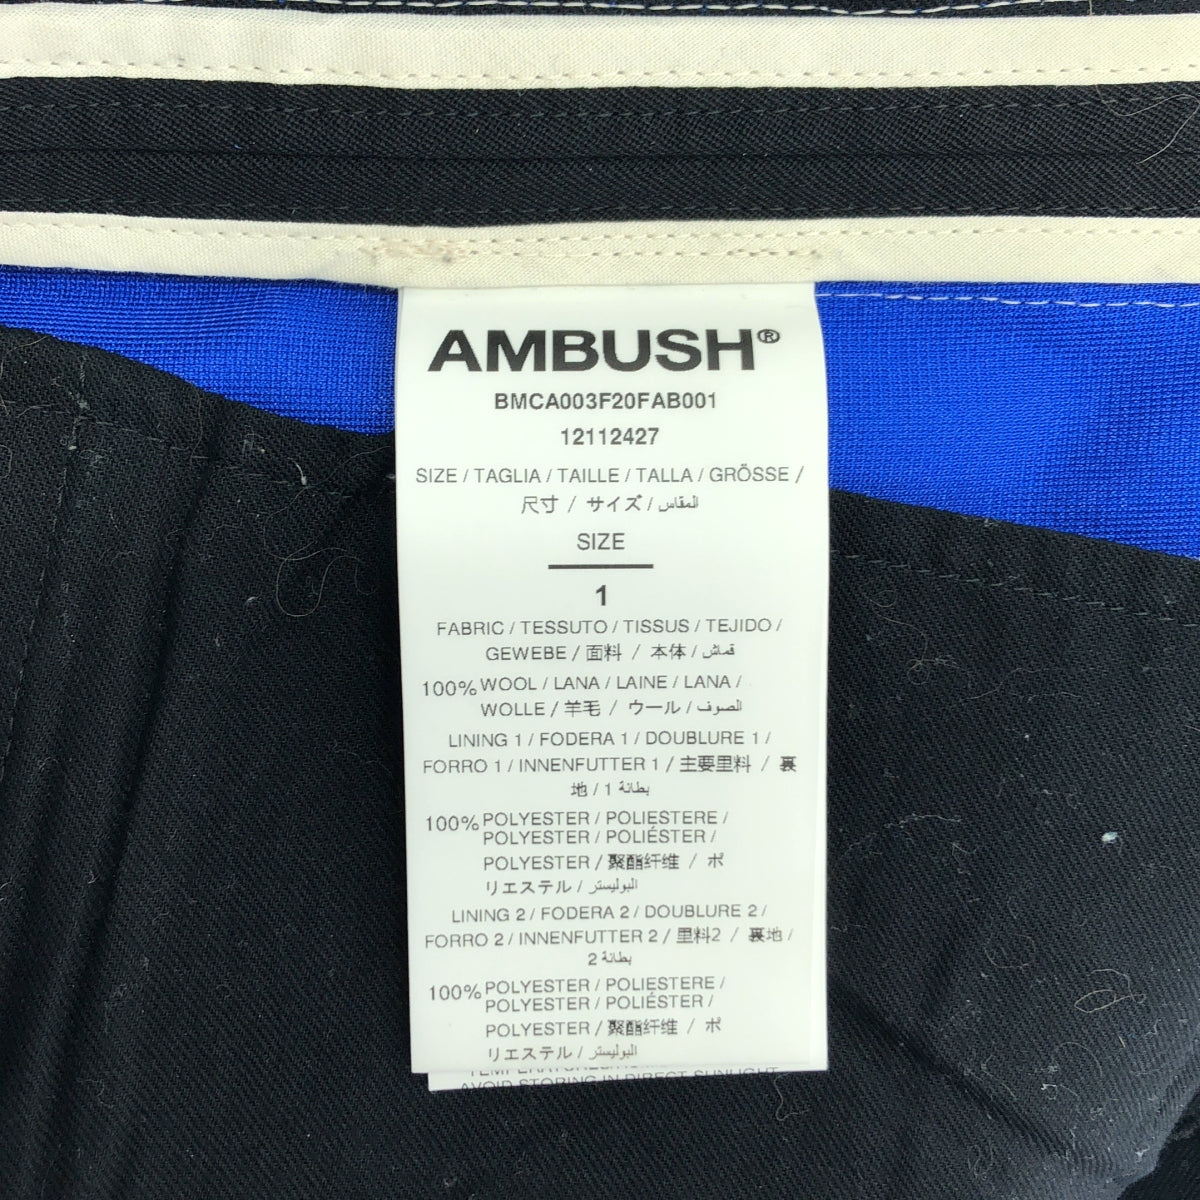 AMBUSH®
BMCA003F20FAB001
12112427
SIZE / TAGLIA / TAILLE / TALLA / GRÖSSE /
尺寸 / サイズ / المقاس
SIZE
1
FABRIC / TESSUTO / TISSUS / TEJIDO /
GEWEBE / 面料 / 本体 / قماش
100% WOOL / LANA / LAINE / LANA /
WOLLE / 羊毛 / ウール / الصوف
LINING 1 / FODERA 1 / DOUBLURE 1 /
FORRO 1 / INNENFUTTER 1 / 主要里料 / 裏
地 / 1 بطانة
100% POLYESTER / POLIESTERE /
POLYESTER / POLIÉSTER /
POLYESTER / 聚酯纤维 / ポ
リエステル / البوليستر
LINING 2 / FODERA 2 / DOUBLURE 2 /
FORRO 2 / INNENFUTTER 2 / 里料2 / 裏地 /
2 بطانة
100% POLYESTER / POLIESTERE /
POLYESTER / POLIÉSTER /
POLYESTER / 聚酯纤维 / ポ
リエステル / البوليستر
AVOID STORING IN DIRECT SUNLIGHT